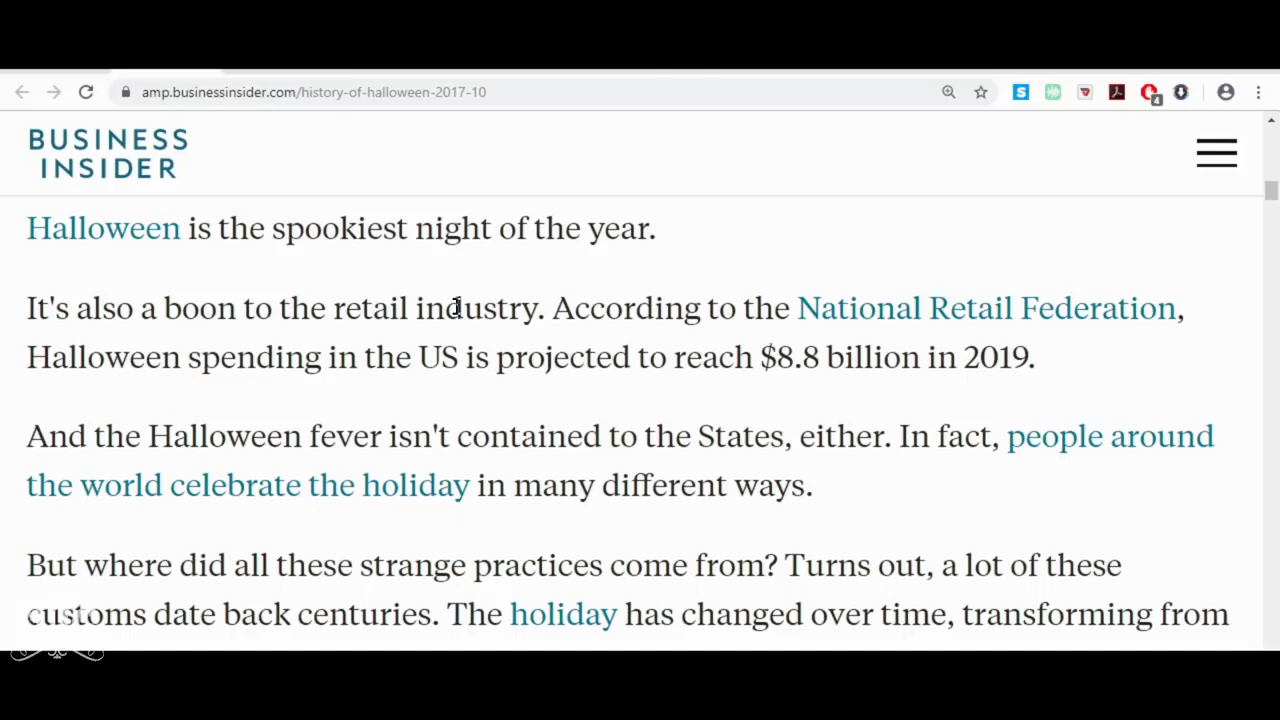 amp.businessinsider.com/history-of-halloween-2017-10
4
BUSINESS
INSIDER
Halloween is the spookiest night of the year.
It's also a boon to the retail industry. According to the National Retail Federation,
Halloween spending in the US is projected to reach $8.8 billion in 2019.
And the Halloween fever isn't contained to the States, either. In fact, people around
the world celebrate the holiday in many different ways.
But where did all these strange practices come from? Turns out, a lot of these
customs date back centuries. The holiday has changed over time, transforming from